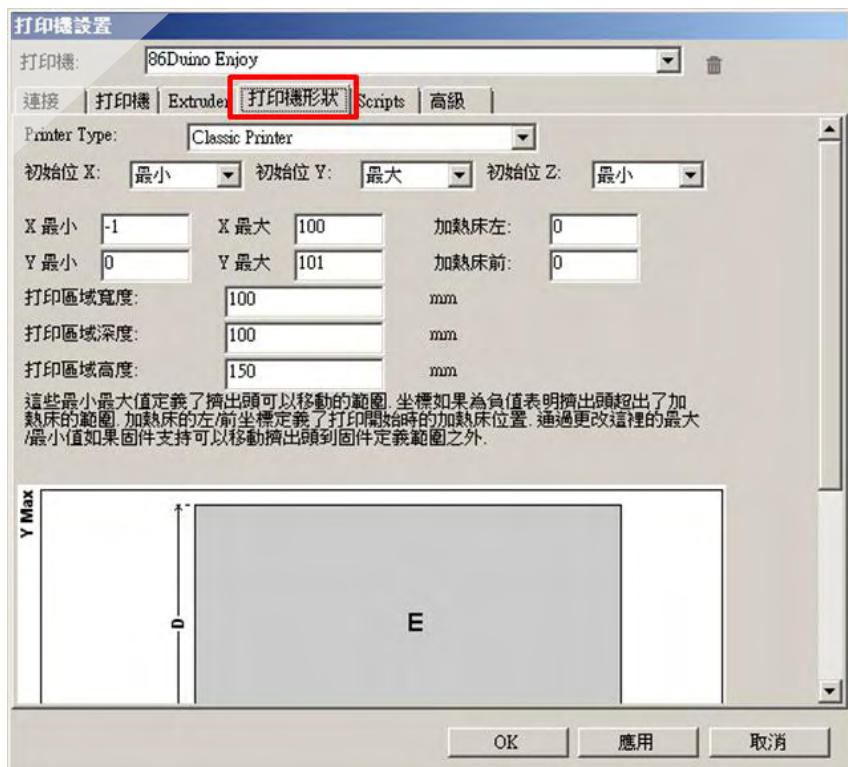 打印機設置
打印機: 86Duino Enjoy
連接 打印機 Extruder 打印機形狀 Scripts 高級
Printer Type: Classic Printer
初始位 X: 最小 初始位 Y: 最大 初始位 Z: 最小
X 最小 -1 X 最大 100 加熱床左: 0
Y 最小 0 Y 最大 101 加熱床前: 0
打印區域寬度: 100 mm
打印區域深度: 100 mm
打印區域高度: 150 mm
這些最小最大值定義了擠出頭可以移動的範圍. 坐標如果為負值表明擠出頭超出了加
熱床的範圍. 加熱床的左/前坐標定義了打印開始時的加熱床位置. 通過更改這裡的最大
/最小值如果固件支持可以移動擠出頭到固件定義範圍之外.
Y Max
D
E
OK 應用 取消